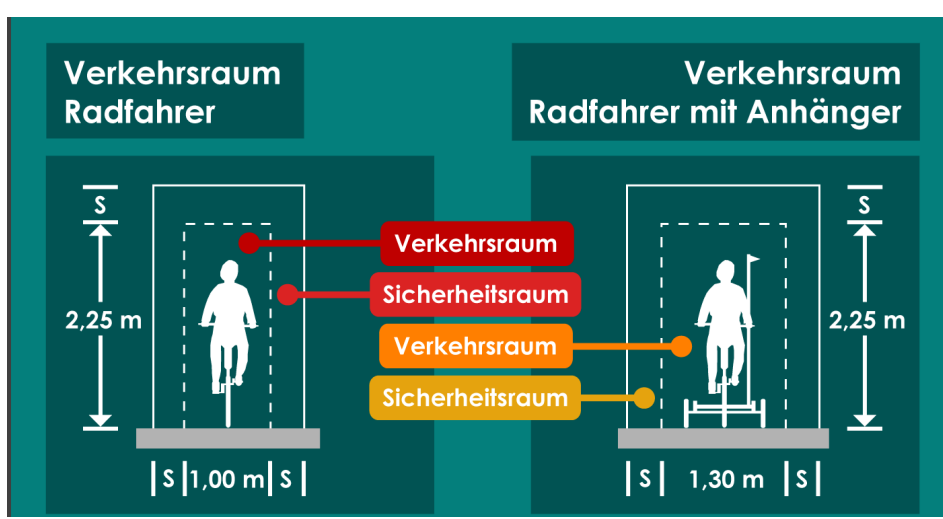 Verkehrsraum
Radfahrer
Verkehrsraum
Radfahrer mit Anhänger
S
2,25 m
S 1,00 m S
Verkehrsraum
Sicherheitsraum
Verkehrsraum
Sicherheitsraum
S
2,25 m
S 1,30 m S